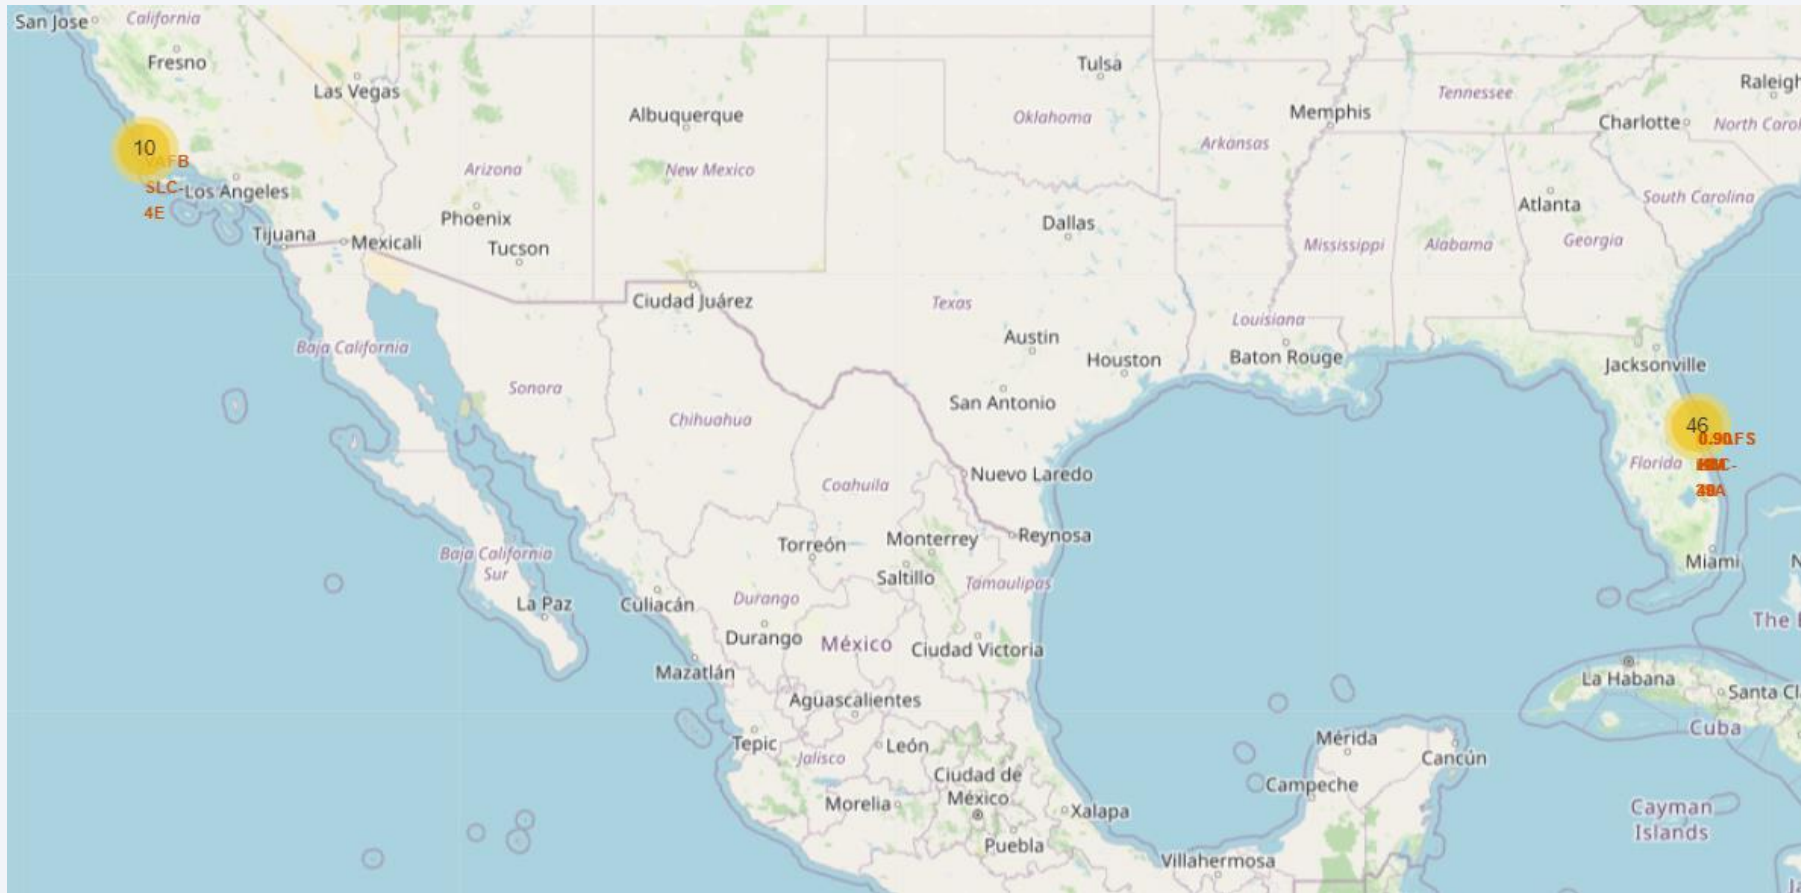 San Jose
California
Fresno
Las Vegas
Albuquerque
Tulsa
Oklahoma
Memphis
Tennessee
Charlotte
Raleigh
North Carol
Arkansas
10
VAFB
SLC-
4E
Los Angeles
Arizona
New Mexico
Phoenix
Tucson
Tijuana
Mexicali
Dallas
Atlanta
South Carolina
Mississippi
Alabama
Georgia
Ciudad Juárez
Texas
Louisiana
Austin
Houston
Baton Rouge
Jacksonville
San Antonio
Baja California
Sonora
Chihuahua
46
Florida
Nuevo Laredo
Coahuila
Reynosa
Torreón
Monterrey
Saltillo
Tamaulipas
Miami
N
Baja California
Sur
La Paz
Culiacán
Durango
Durango
México
Ciudad Victoria
The
Mazatlán
Aguascalientes
La Habana
Santa Cl
Cuba
Tepic
Jalisco
León
Mérida
Cancún
Campeche
Ciudad de
México
Morelia
Xalapa
Puebla
Villahermosa
Cayman
Islands